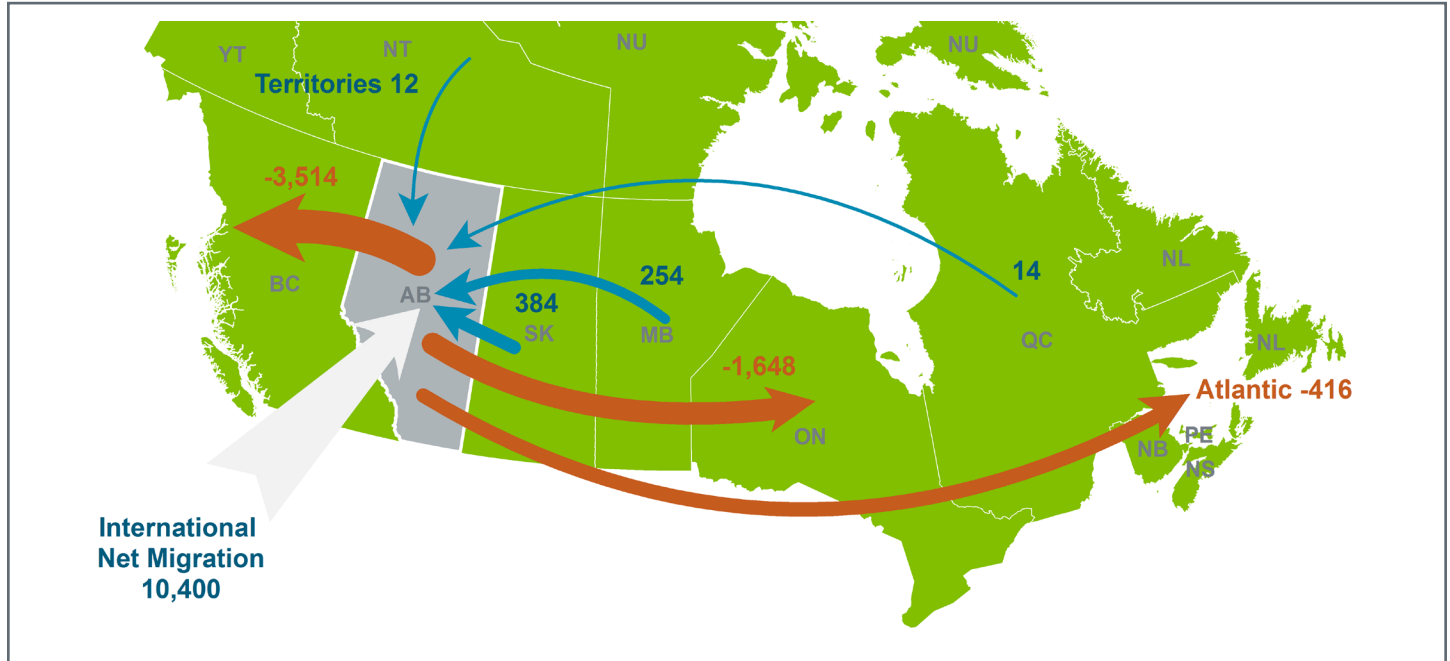 YT
NT
NU
NU
Territories 12
-3,514
BC
AB
384
SK
254
MB
14
QC
NL
NL
-1,648
ON
Atlantic -416
NB
PE
NS
International
Net Migration
10,400